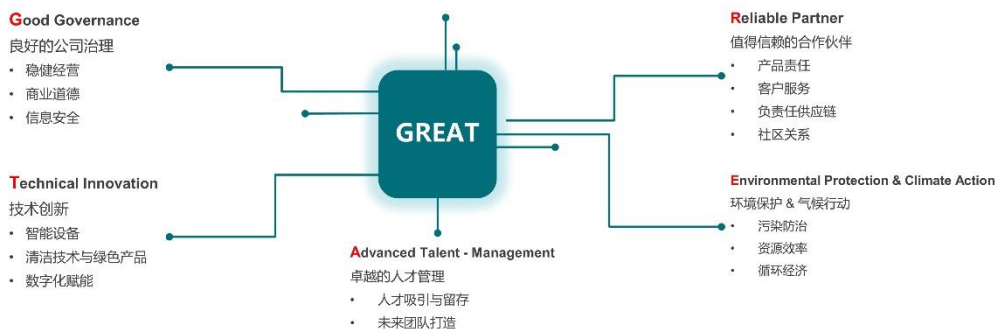 Good Governance
良好的公司治理
• 稳健经营
• 商业道德
• 信息安全
Technical Innovation
技术创新
• 智能设备
• 清洁技术与绿色产品
• 数字化赋能
GREAT
Advanced Talent - Management
卓越的人才管理
• 人才吸引与留存
• 未来团队打造
Reliable Partner
值得信赖的合作伙伴
• 产品责任
• 客户服务
• 负责任供应链
• 社区关系
Environmental Protection & Climate Action
环境保护 & 气候行动
• 污染防治
• 资源效率
• 循环经济